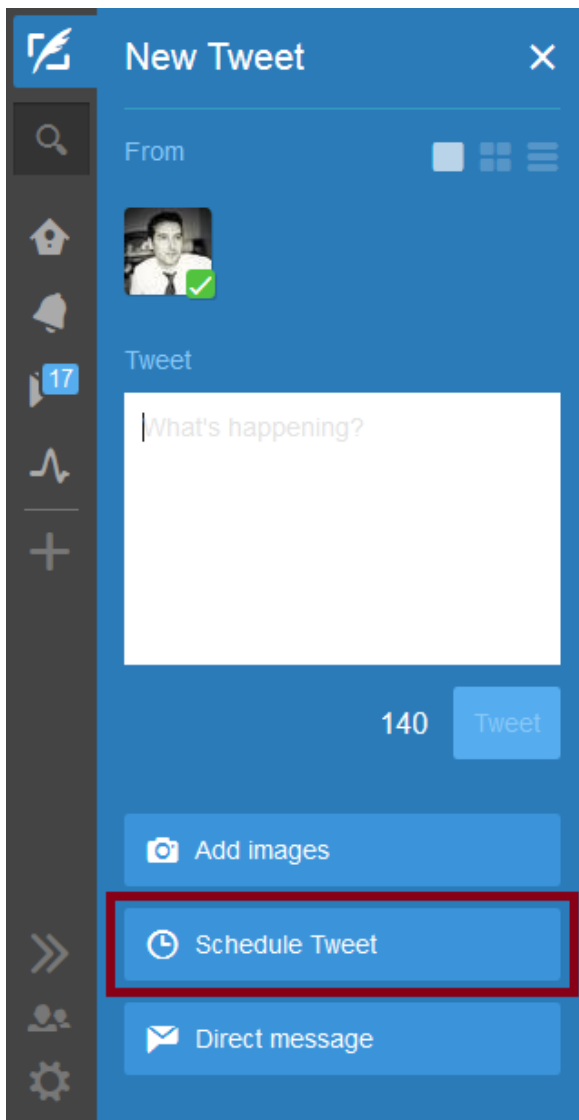 New Tweet
From
17
Tweet
What's happening?
140 Tweet
Add images
Schedule Tweet
Direct message